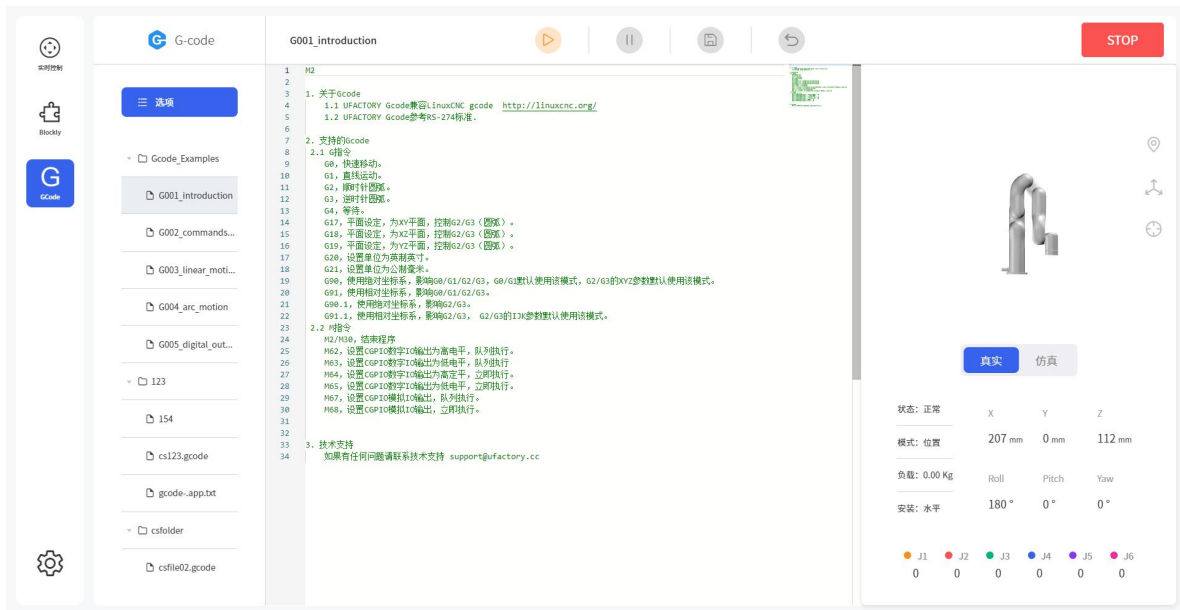 实时控制
Blockly
G
GCode
G G-code
选项
Gcode_Examples
G001_introduction
G002_commands...
G003_linear_moti...
G004_arc_motion
G005_digital_out...
123
154
cs123.gcode
gcode-.app.txt
csfolder
csfile02.gcode
G001_introduction
STOP
1 M2
2
3 1. 关于Gcode
4 1.1 UFACTORY Gcode兼容LinuxCNC gcode http://linuxcnc.org/
5 1.2 UFACTORY Gcode参考RS-274标准.
6
7 2. 支持的Gcode
8 2.1 G指令
9 G0, 快速移动。
10 G1, 直线运动。
11 G2, 顺时针圆弧。
12 G3, 逆时针圆弧。
13 G4, 等待。
14 G17, 平面设定, 为XY平面, 控制G2/G3 (圆弧) 。
15 G18, 平面设定, 为XZ平面, 控制G2/G3 (圆弧) 。
16 G19, 平面设定, 为YZ平面, 控制G2/G3 (圆弧) 。
17 G20, 设置单位为英制英寸。
18 G21, 设置单位为公制毫米。
19 G90, 使用绝对坐标系, 影响G0/G1/G2/G3, G0/G1默认使用该模式, G2/G3的XYZ参数默认使用该模式。
20 G91, 使用相对坐标系, 影响G0/G1/G2/G3。
21 G90.1, 使用绝对坐标系, 影响G2/G3。
22 G91.1, 使用相对坐标系, 影响G2/G3, G2/G3的IJK参数默认使用该模式。
23 2.2 M指令
24 M2/M30, 结束程序
25 M62, 设置CGPIO数字IO输出为高电平, 队列执行。
26 M63, 设置CGPIO数字IO输出为低电平, 队列执行
27 M64, 设置CGPIO数字IO输出为高定平, 立即执行。
28 M65, 设置CGPIO数字IO输出为低电平, 立即执行。
29 M67, 设置CGPIO模拟IO输出, 队列执行。
30 M68, 设置CGPIO模拟IO输出, 立即执行。
31
32
33 3. 技术支持
34 如果有任何问题请联系技术支持 support@ufactory.cc
真实 仿真
状态: 正常
模式: 位置
负载: 0.00 Kg
安装: 水平
X Y Z
207 mm 0 mm 112 mm
Roll Pitch Yaw
180 ° 0 ° 0 °
J1 J2 J3 J4 J5 J6
0 0 0 0 0 0